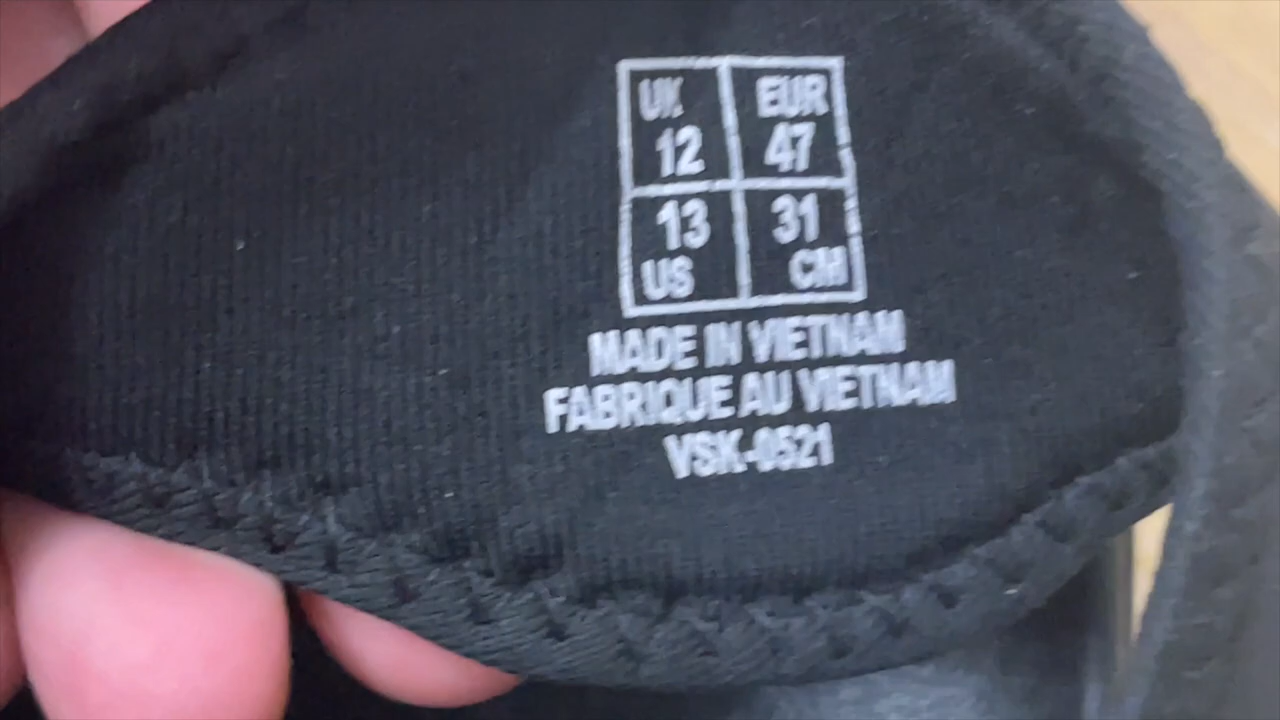 UK EUR
12 47
13 31
US CM
MADE IN VIETNAM
FABRIQUE AU VIETNAM
VSK-0521